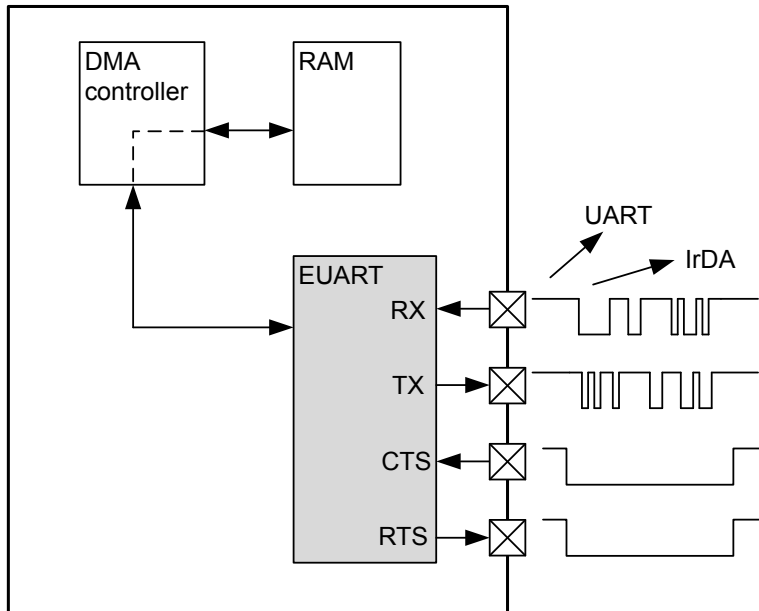 DMA
controller
RAM
UART
IrDA
EUART
RX
TX
CTS
RTS